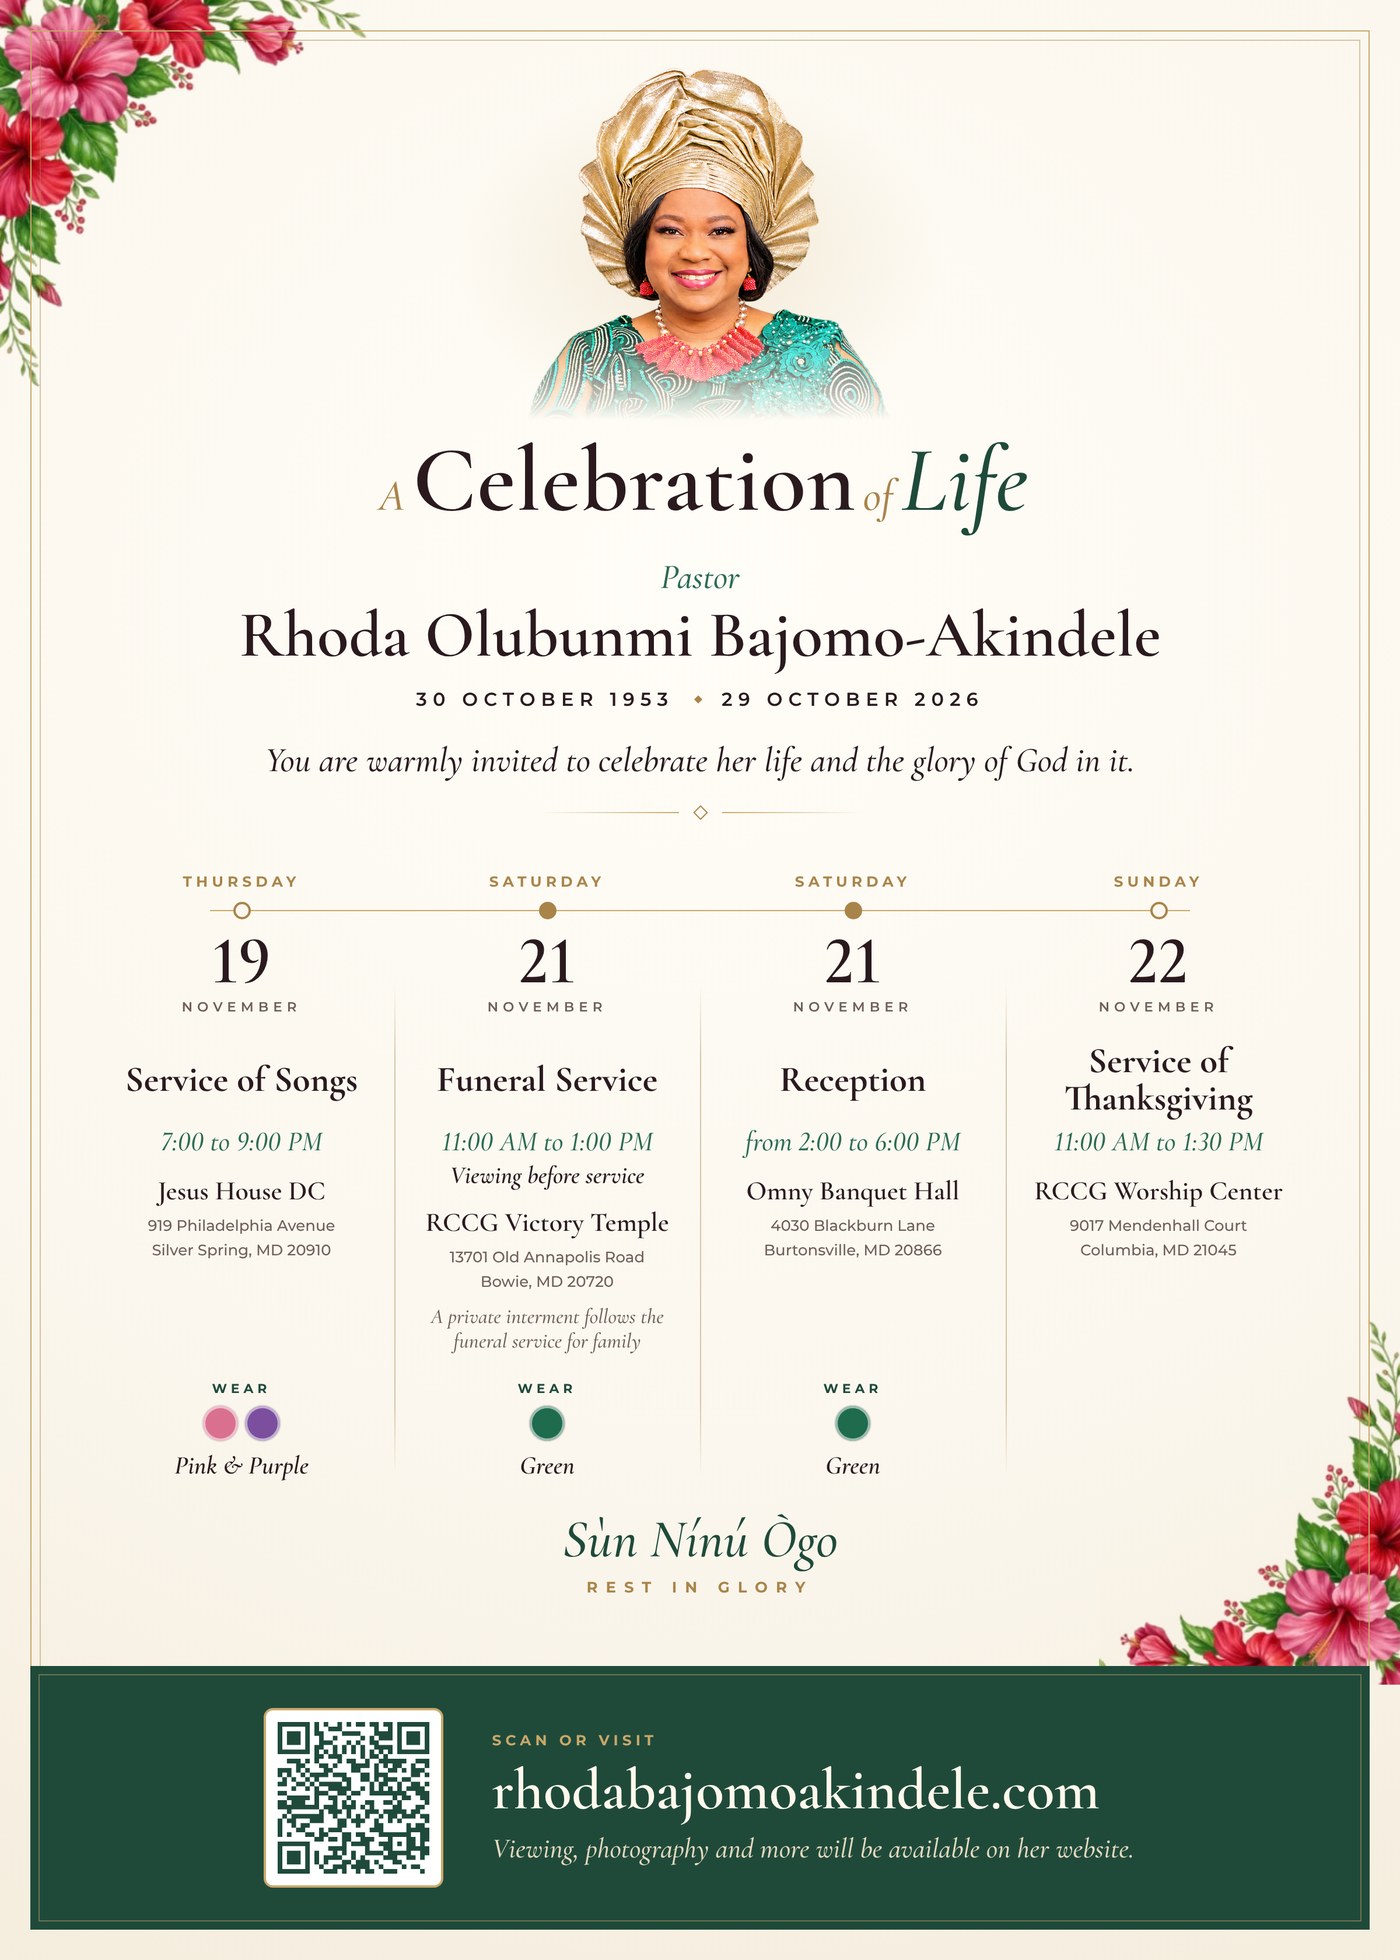 A Celebration of Life
Pastor
Rhoda Olubunmi Bajomo-Akindele
30 OCTOBER 1953 ◆ 29 OCTOBER 2026
You are warmly invited to celebrate her life and the glory of God in it.
THURSDAY
19
NOVEMBER
Service of Songs
7:00 to 9:00 PM
Jesus House DC
919 Philadelphia Avenue
Silver Spring, MD 20910
WEAR
Pink & Purple
SATURDAY
21
NOVEMBER
Funeral Service
11:00 AM to 1:00 PM
Viewing before service
RCCG Victory Temple
13701 Old Annapolis Road
Bowie, MD 20720
A private interment follows the
funeral service for family
WEAR
Green
SATURDAY
21
NOVEMBER
Reception
from 2:00 to 6:00 PM
Omny Banquet Hall
4030 Blackburn Lane
Burtonsville, MD 20866
WEAR
Green
SUNDAY
22
NOVEMBER
Service of
Thanksgiving
11:00 AM to 1:30 PM
RCCG Worship Center
9017 Mendenhall Court
Columbia, MD 21045
Sùn Nínú Ògo
REST IN GLORY
SCAN OR VISIT
rhodabajomoakindele.com
Viewing, photography and more will be available on her website.